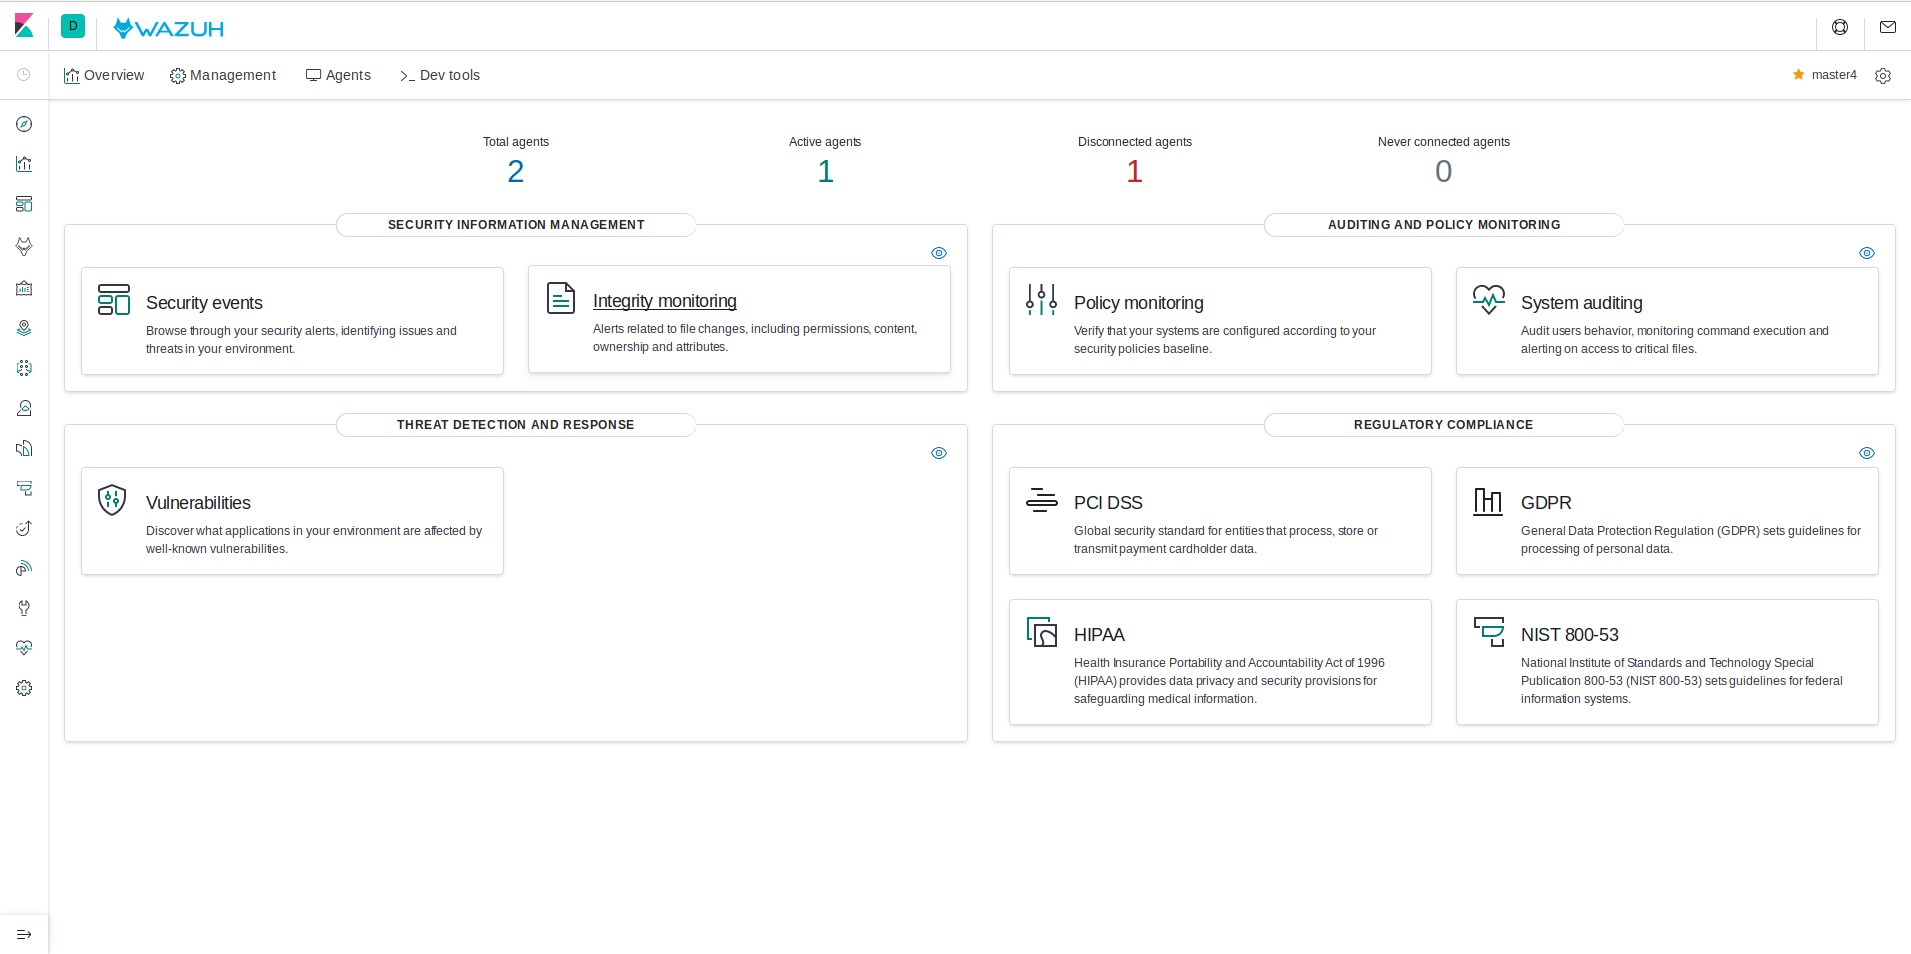 D
WAZUH
Overview
Management
Agents
>_ Dev tools
master4
Total agents
2
Active agents
1
Disconnected agents
1
Never connected agents
0
SECURITY INFORMATION MANAGEMENT
Security events
Browse through your security alerts, identifying issues and
threats in your environment.
Integrity monitoring
Alerts related to file changes, including permissions, content,
ownership and attributes.
AUDITING AND POLICY MONITORING
Policy monitoring
Verify that your systems are configured according to your
security policies baseline.
System auditing
Audit users behavior, monitoring command execution and
alerting on access to critical files.
THREAT DETECTION AND RESPONSE
Vulnerabilities
Discover what applications in your environment are affected by
well-known vulnerabilities.
REGULATORY COMPLIANCE
PCI DSS
Global security standard for entities that process, store or
transmit payment cardholder data.
GDPR
General Data Protection Regulation (GDPR) sets guidelines for
processing of personal data.
HIPAA
Health Insurance Portability and Accountability Act of 1996
(HIPAA) provides data privacy and security provisions for
safeguarding medical information.
NIST 800-53
National Institute of Standards and Technology Special
Publication 800-53 (NIST 800-53) sets guidelines for federal
information systems.